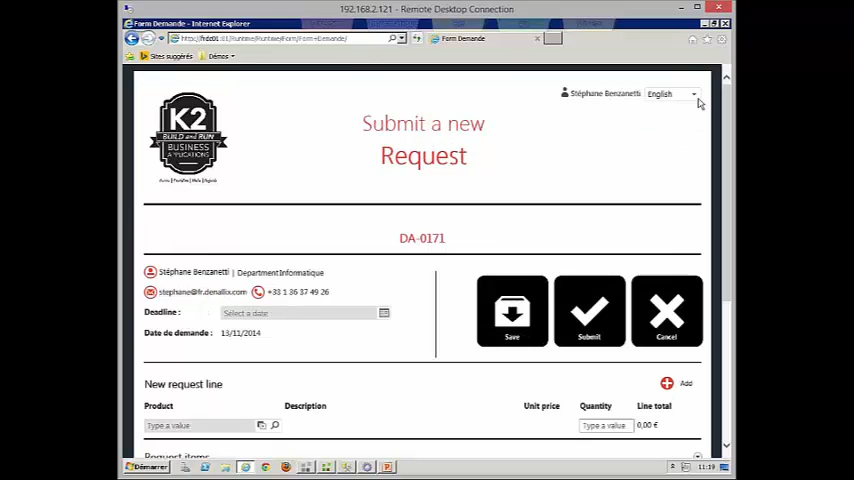 192.168.2.121 - Remote Desktop Connection
Form Demande - Internet Explorer
Form Demande
Sites suggérés
Démos
Stéphane Benzanetti
English
K2
BUILD and RUN
BUSINESS
APPLICATIONS
Submit a new
Request
DA-0171
Stéphane Benzanetti | Department Informatique
stephane@fr.denallix.com
+33 1 36 37 49 26
Deadline :
Select a date
Date de demande : 13/11/2014
Save
Submit
Cancel
New request line
Add
Product
Description
Unit price
Quantity
Line total
Type a value
Type a value
0,00 €
Request items
Démarrer
11:19